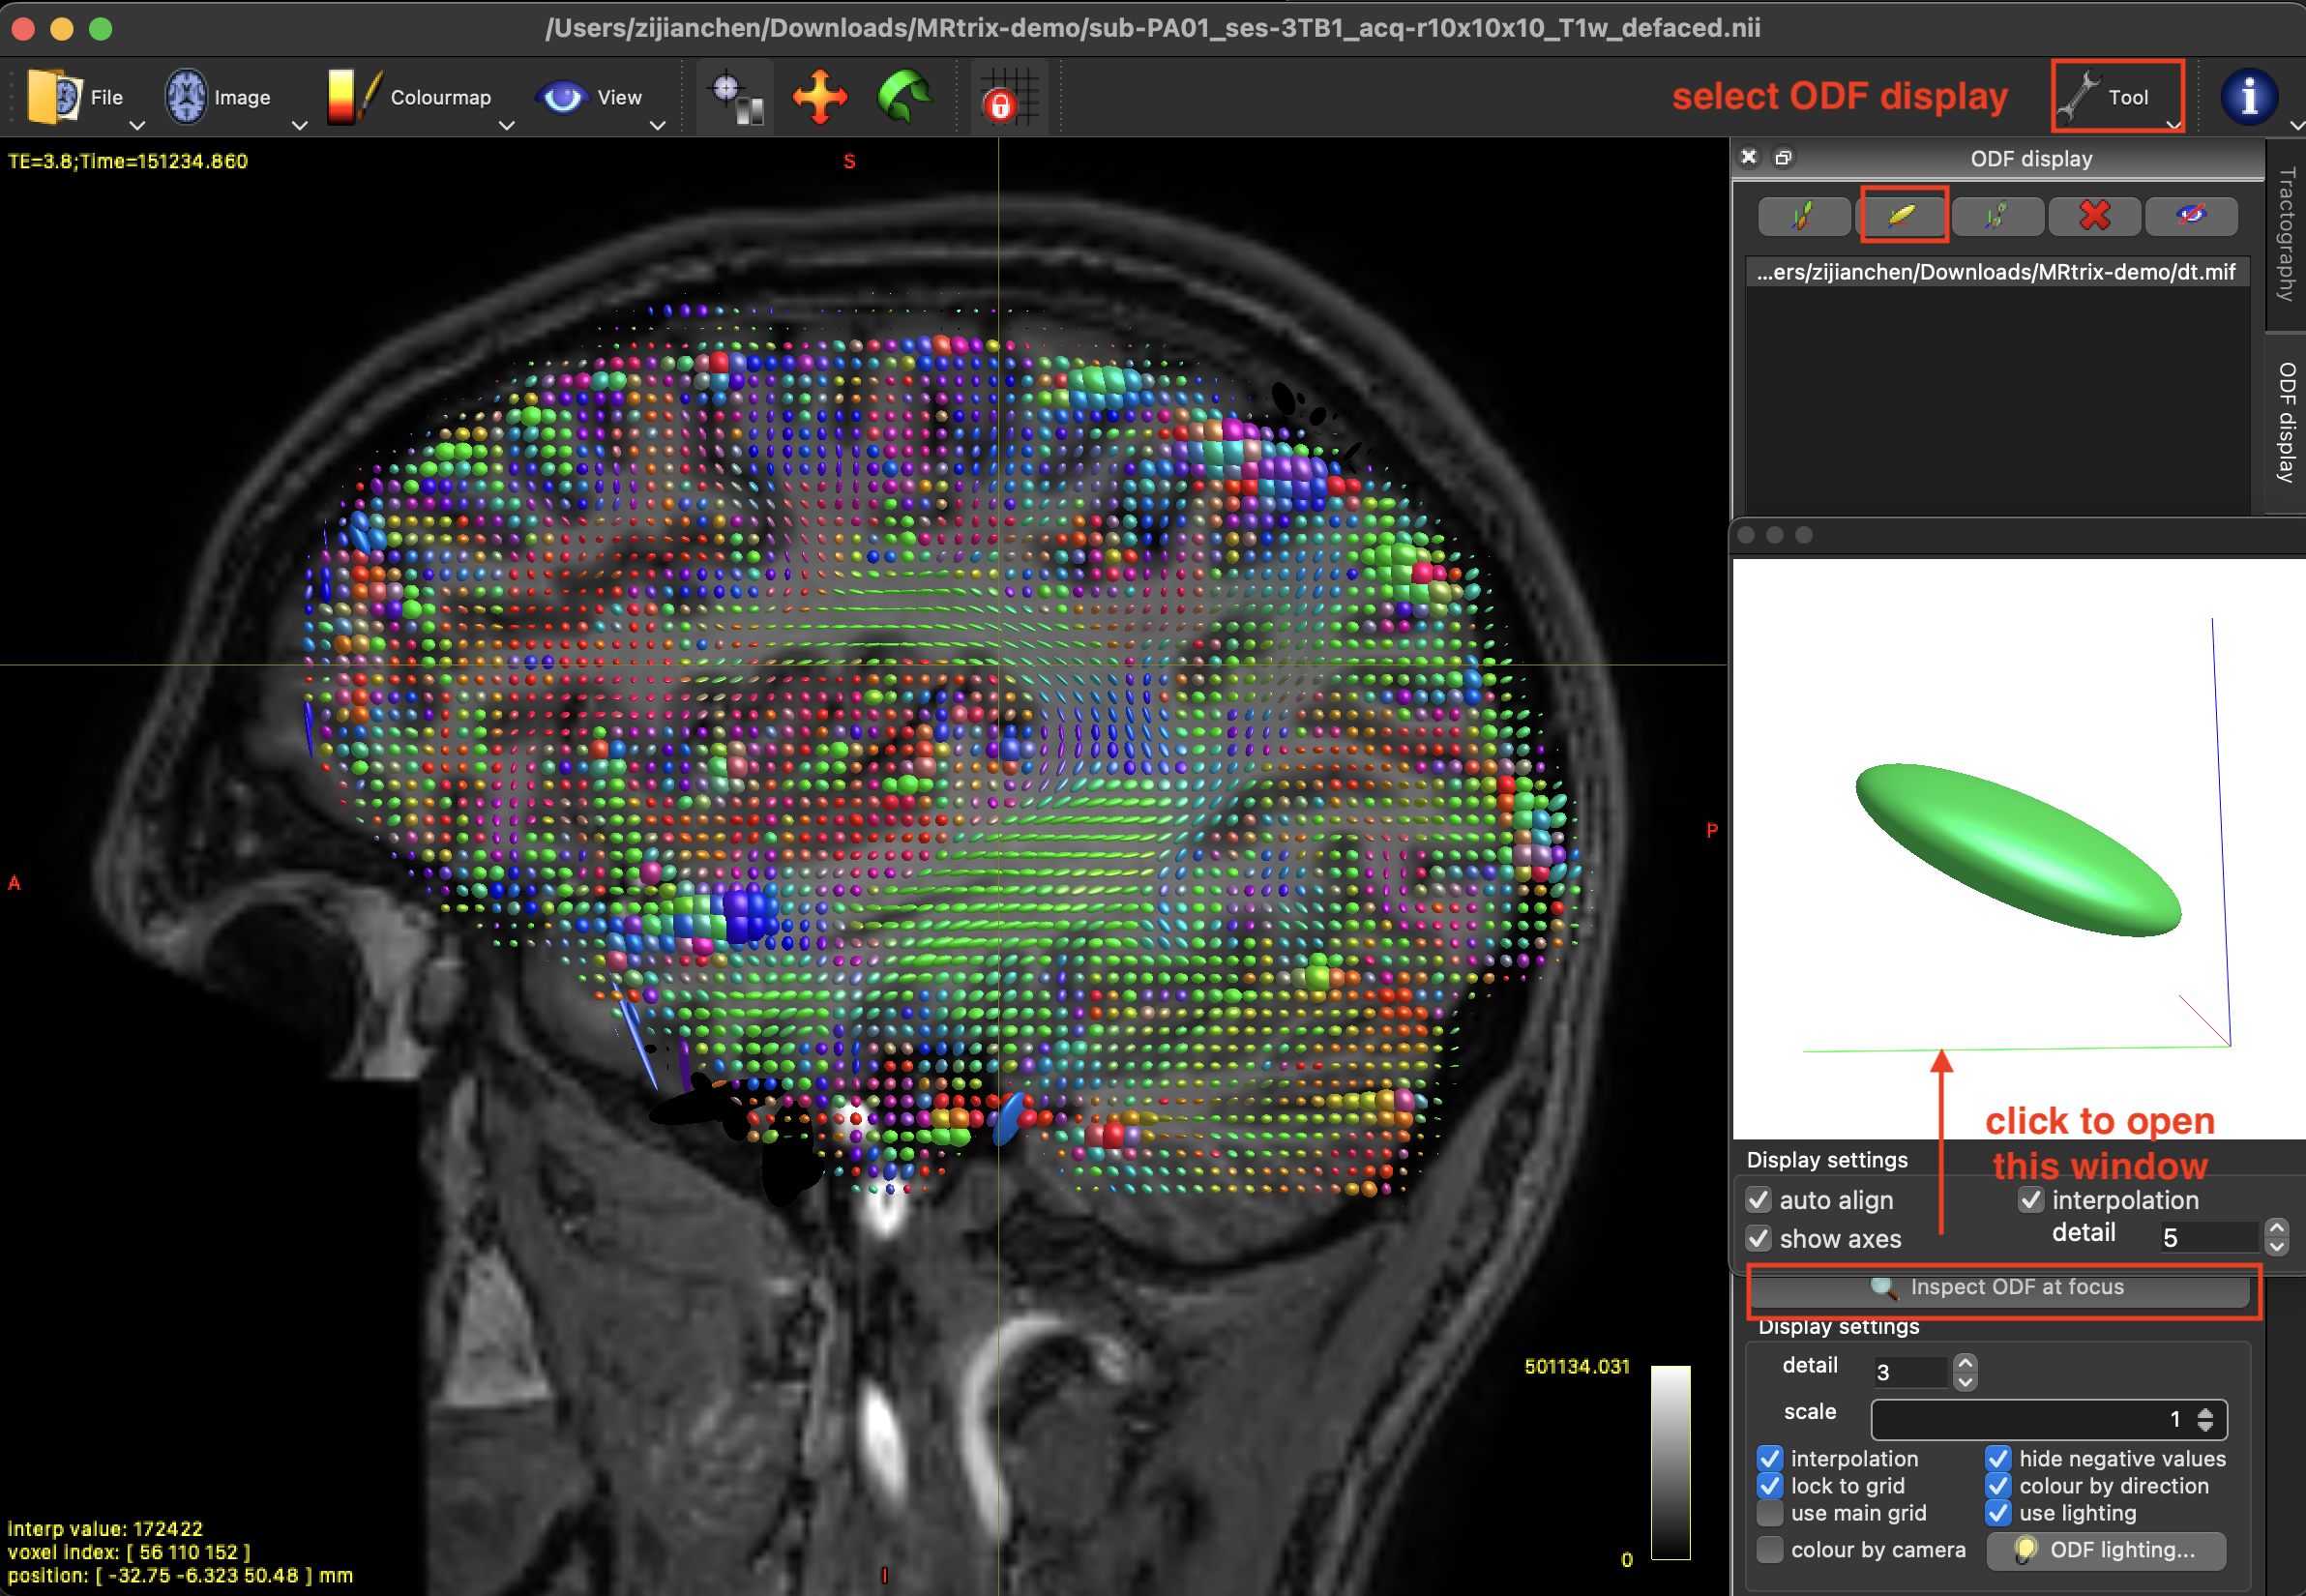 /Users/zijianchen/Downloads/MRtrix-demo/sub-PA01_ses-3TB1_acq-r10x10x10_T1w_defaced.nii
File
Image
Colourmap
View
select ODF display
Tool
TE=3.8;Time=151234.860
S
ODF display
Tractography
...ers/zijianchen/Downloads/MRtrix-demo/dt.mif
ODF display
A
P
click to open
this window
Display settings
auto align
interpolation
show axes
detail
5
Inspect ODF at focus
Display settings
detail
3
scale
1
501134.031
interpolation
hide negative values
lock to grid
colour by direction
use main grid
use lighting
colour by camera
ODF lighting...
0
interp value: 172422
voxel index: [ 56 110 152 ]
position: [ -32.75 -6.323 50.48 ] mm
I